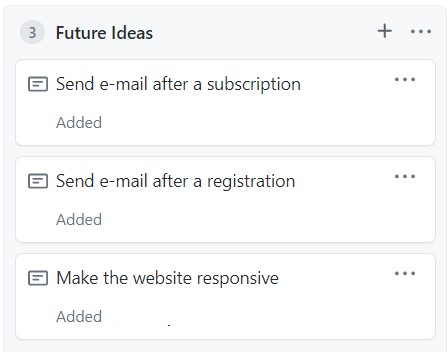 3 Future Ideas
Send e-mail after a subscription
Added
Send e-mail after a registration
Added
Make the website responsive
Added